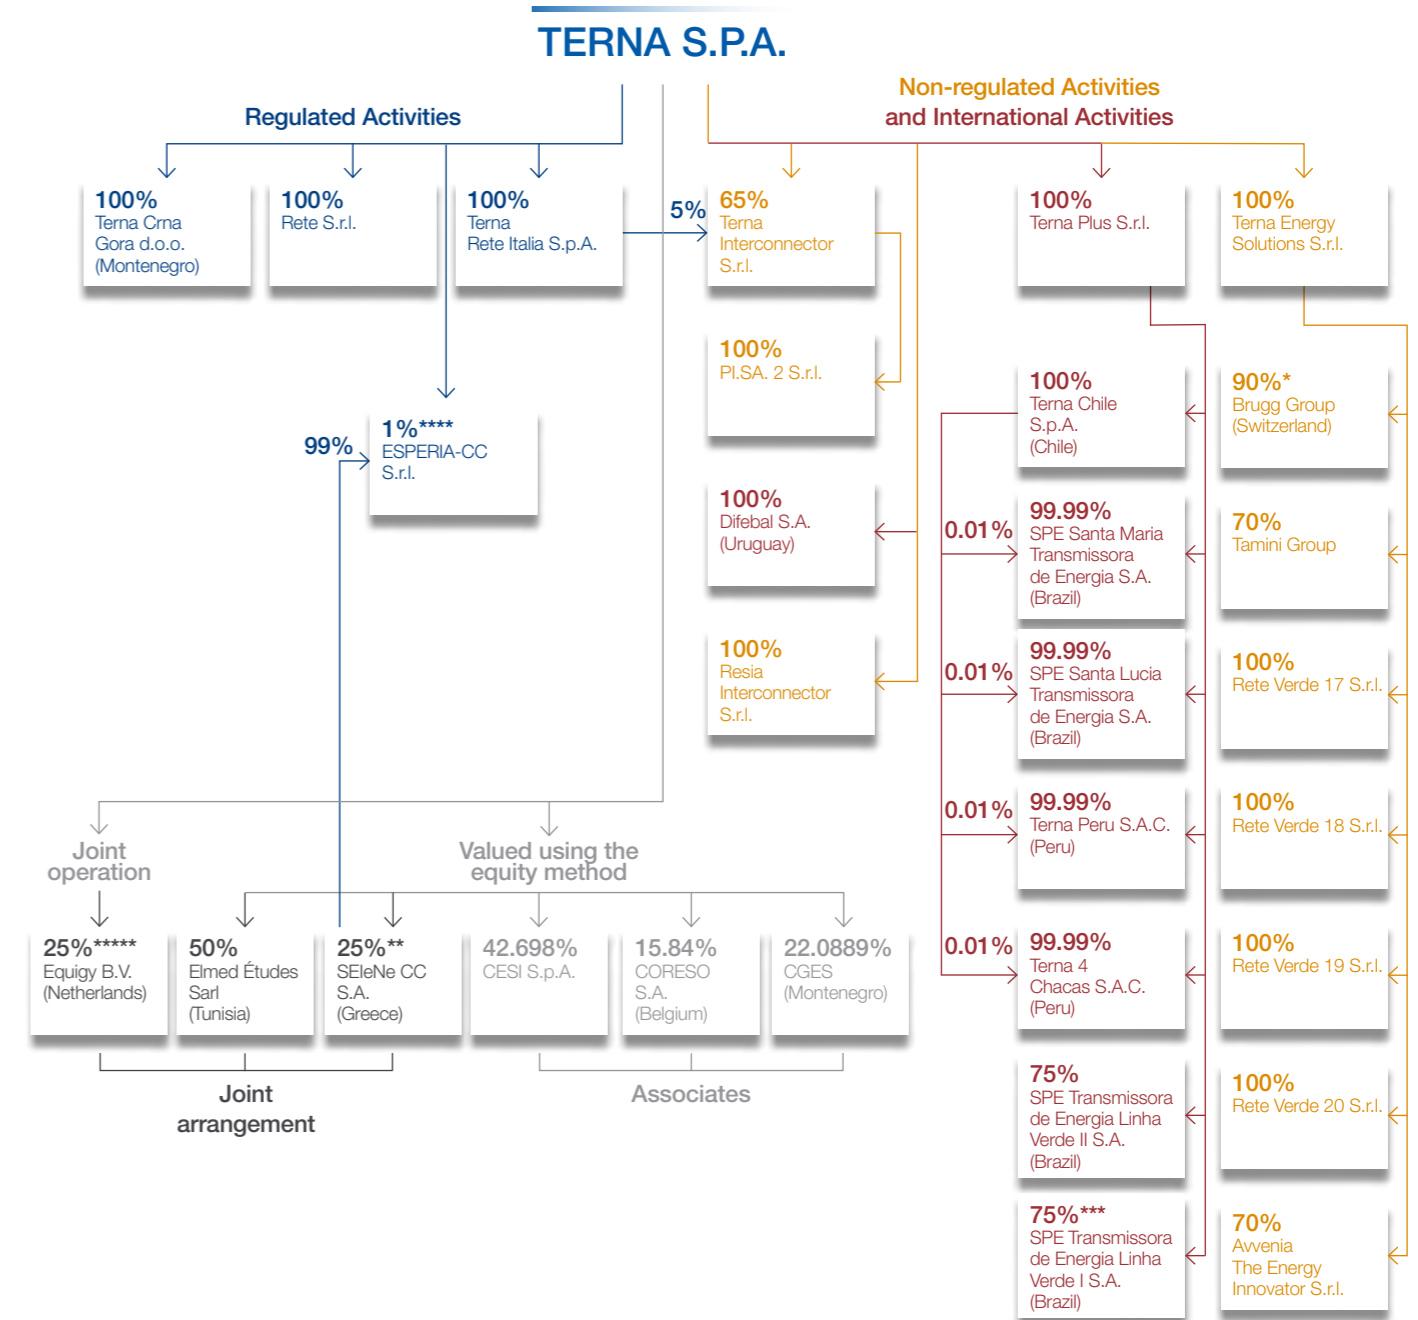 TERNA S.P.A.
Regulated Activities
Non-regulated Activities
and International Activities
100%
Terna Crna
Gora d.o.o.
(Montenegro)
100%
Rete S.r.l.
100%
Terna
Rete Italia S.p.A.
5%
65%
Terna
Interconnector
S.r.l.
100%
Terna Plus S.r.l.
100%
Terna Energy
Solutions S.r.l.
100%
PI.SA. 2 S.r.l.
100%
Difebal S.A.
(Uruguay)
100%
Resia
Interconnector
S.r.l.
99%
1%****
ESPERIA-CC
S.r.l.
100%
Terna Chile
S.p.A.
(Chile)
0.01%
99.99%
SPE Santa Maria
Transmissora
de Energia S.A.
(Brazil)
0.01%
99.99%
SPE Santa Lucia
Transmissora
de Energia S.A.
(Brazil)
0.01%
99.99%
Terna Peru S.A.C.
(Peru)
0.01%
99.99%
Terna 4
Chacas S.A.C.
(Peru)
75%
SPE Transmissora
de Energia Linha
Verde II S.A.
(Brazil)
75%***
SPE Transmissora
de Energia Linha
Verde I S.A.
(Brazil)
90%*
Brugg Group
(Switzerland)
70%
Tamini Group
100%
Rete Verde 17 S.r.l.
100%
Rete Verde 18 S.r.l.
100%
Rete Verde 19 S.r.l.
100%
Rete Verde 20 S.r.l.
70%
Avvenia
The Energy
Innovator S.r.l.
Joint
operation
Valued using the
equity method
25%*****
Equigy B.V.
(Netherlands)
50%
Elmed Études
Sarl
(Tunisia)
25%**
SEleNe CC
S.A.
(Greece)
42.698%
CESI S.p.A.
15.84%
CORESO
S.A.
(Belgium)
22.0889%
CGES
(Montenegro)
Joint
arrangement
Associates